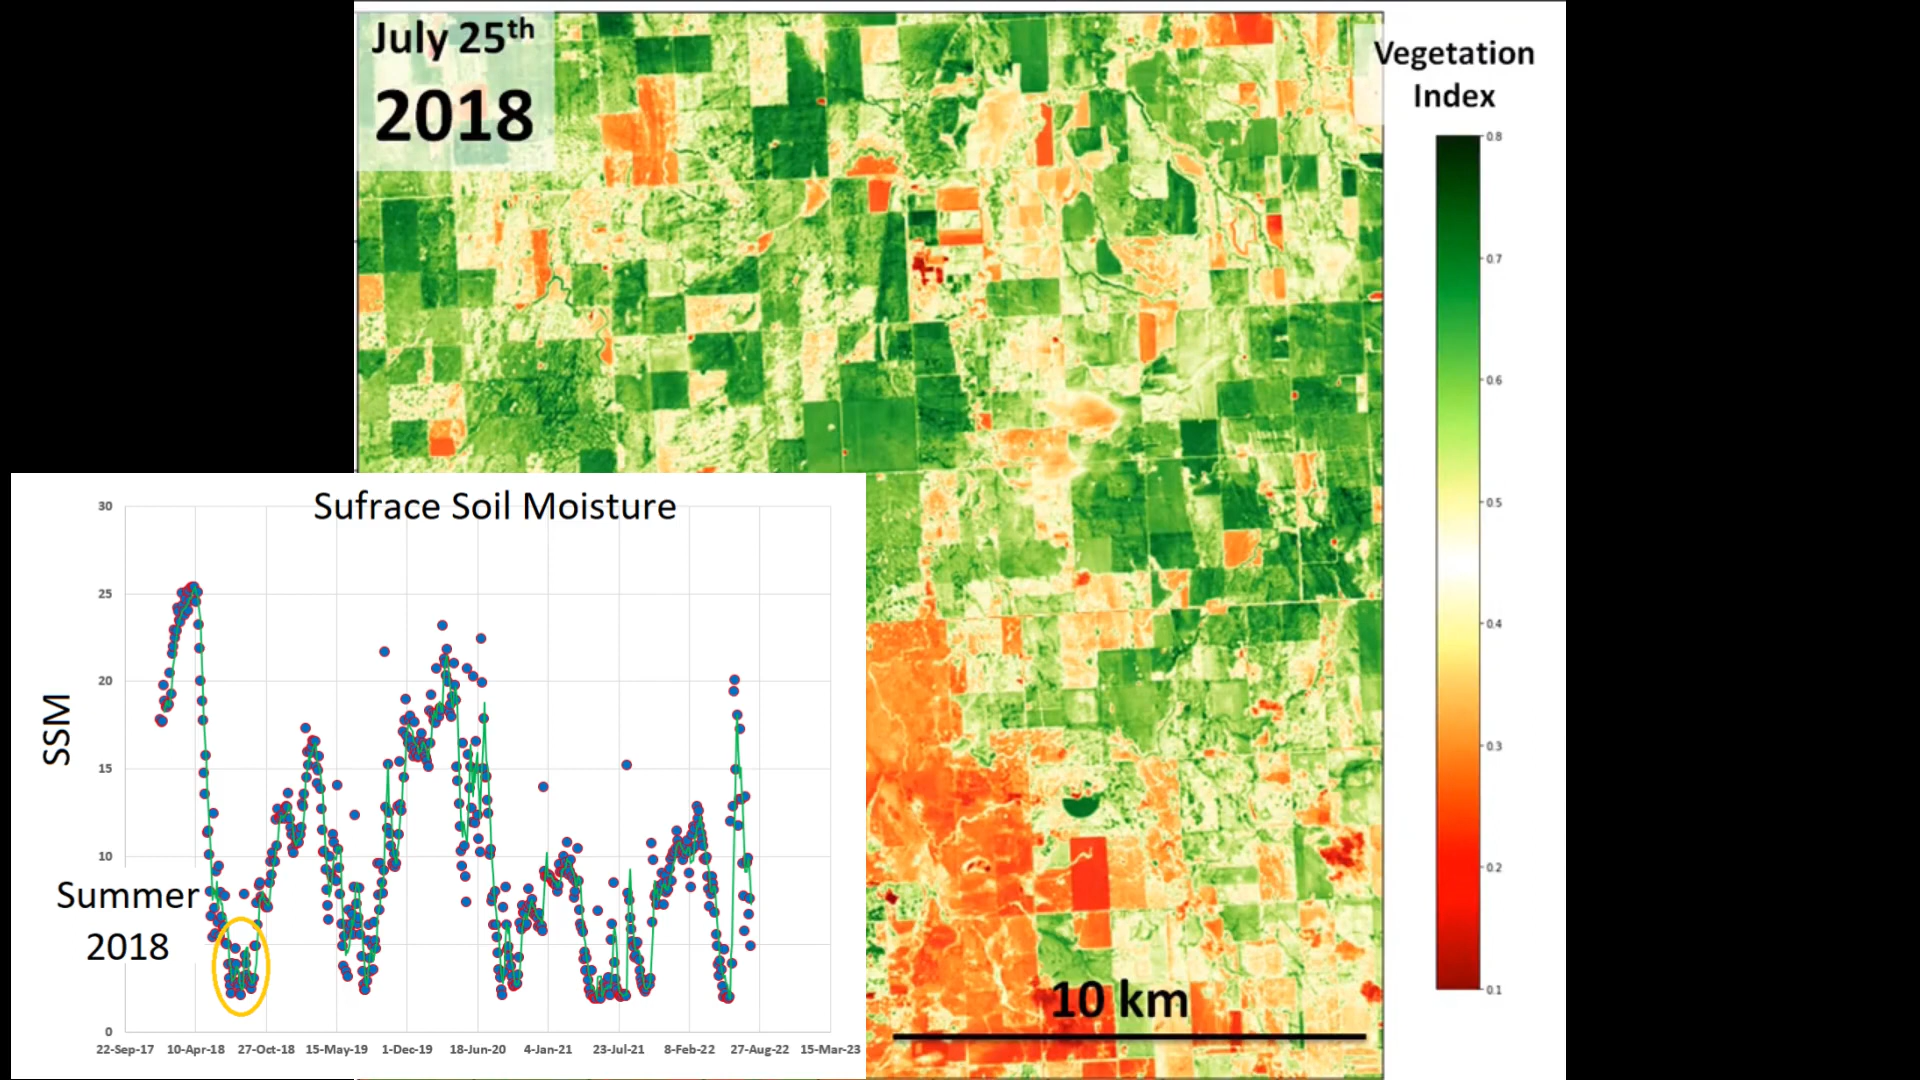 July 25th
2018
Vegetation
Index
0.8
0.7
0.6
0.5
0.4
0.3
0.2
0.1
10 km
Sufrace Soil Moisture
SSM
30
25
20
15
10
0
Summer
2018
22-Sep-17 10-Apr-18 27-Oct-18 15-May-19 1-Dec-19 18-Jun-20 4-Jan-21 23-Jul-21 8-Feb-22 27-Aug-22 15-Mar-23